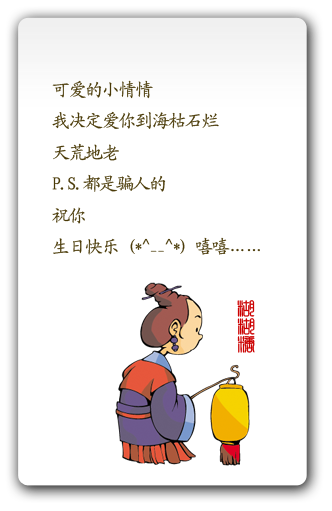 可爱的小情情
我决定爱你到海枯石烂
天荒地老
P.S.都是骗人的
祝你
生日快乐 (*^__^*) 嘻嘻……